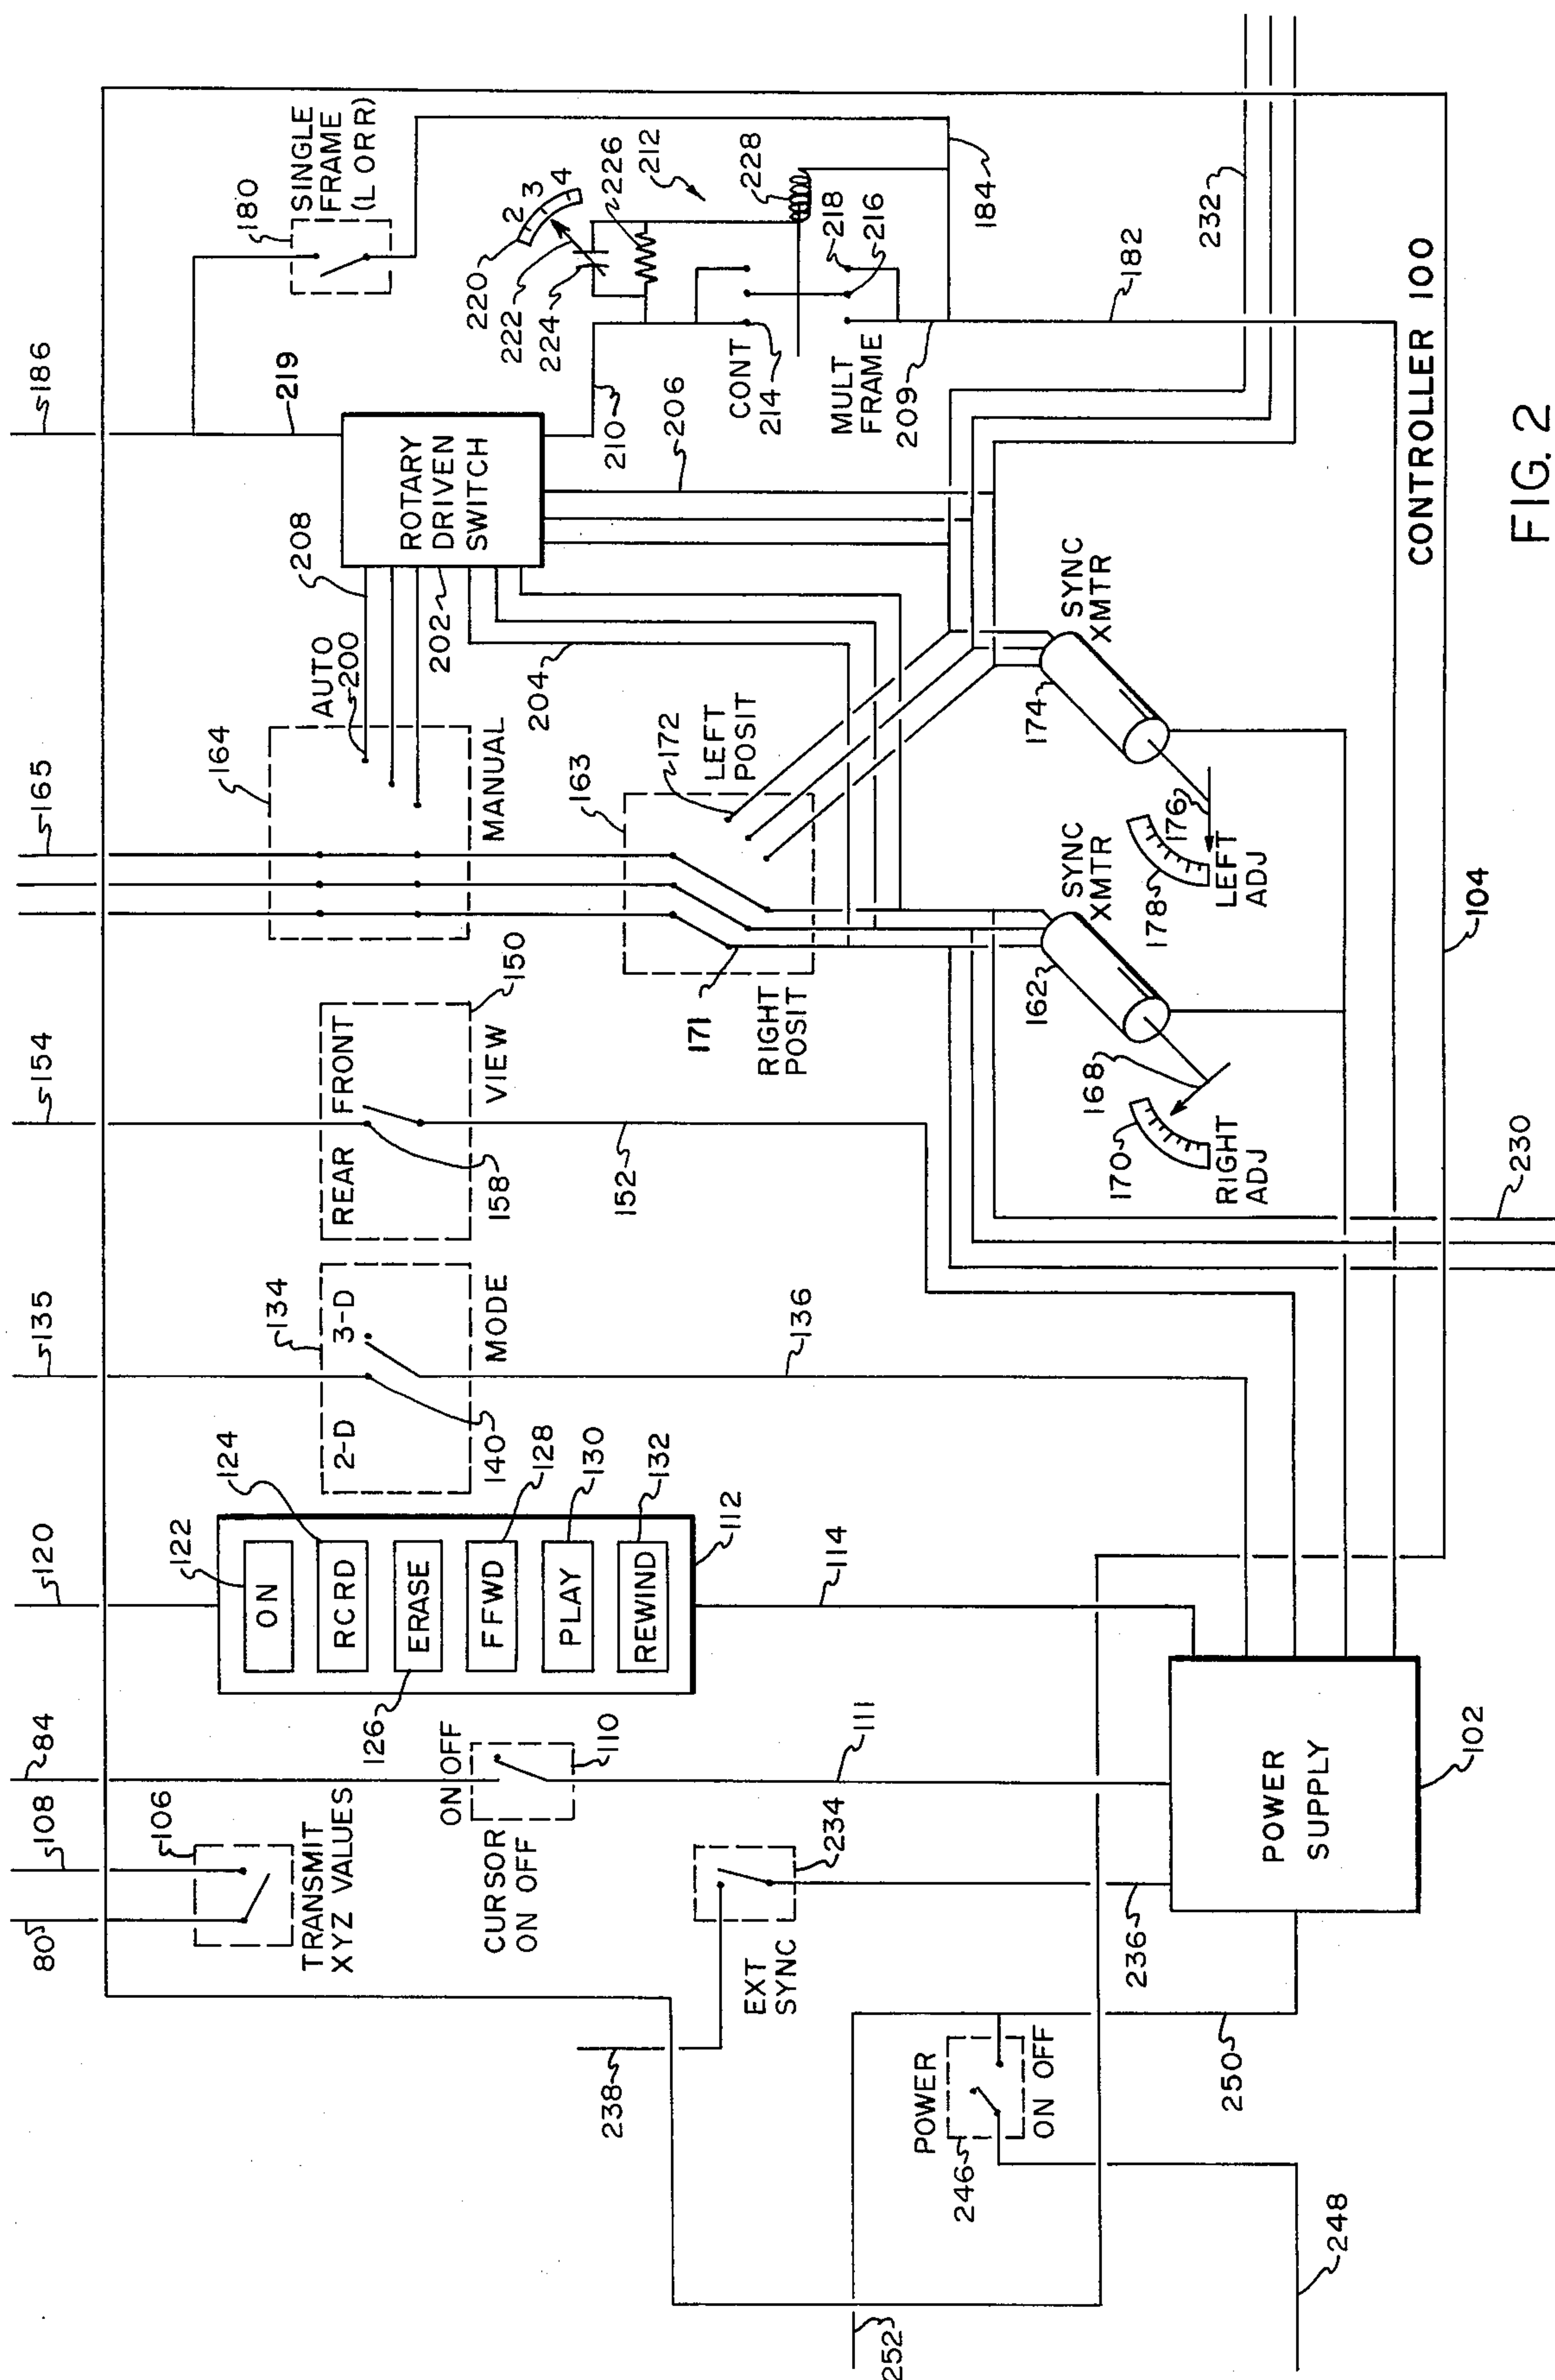 80
108
84
120
135
154
165
186
106
TRANSMIT
XYZ VALUES
ON OFF
CURSOR
ON OFF
110
111
122
124
ON
RCRD
ERASE
FFWD
PLAY
REWIND
126
128
130
132
112
114
134
2-D 3-D
MODE
140
136
150
REAR FRONT
VIEW
158
152
164
AUTO
200
MANUAL
208
202
ROTARY
DRIVEN
SWITCH
219
204
206
210
163
172
LEFT
POSIT
171
RIGHT
POSIT
180
SINGLE
FRAME
(L OR R)
220
2 3 4
222
224
226
212
228
CONT
214
218
216
MULT
FRAME
209
184
182
232
SYNC
XMTR
162
168
170
RIGHT
ADJ
SYNC
XMTR
174
176
178
LEFT
ADJ
104
230
234
EXT
SYNC
236
238
POWER
246
ON OFF
250
248
252
POWER
SUPPLY
102
CONTROLLER 100
FIG. 2